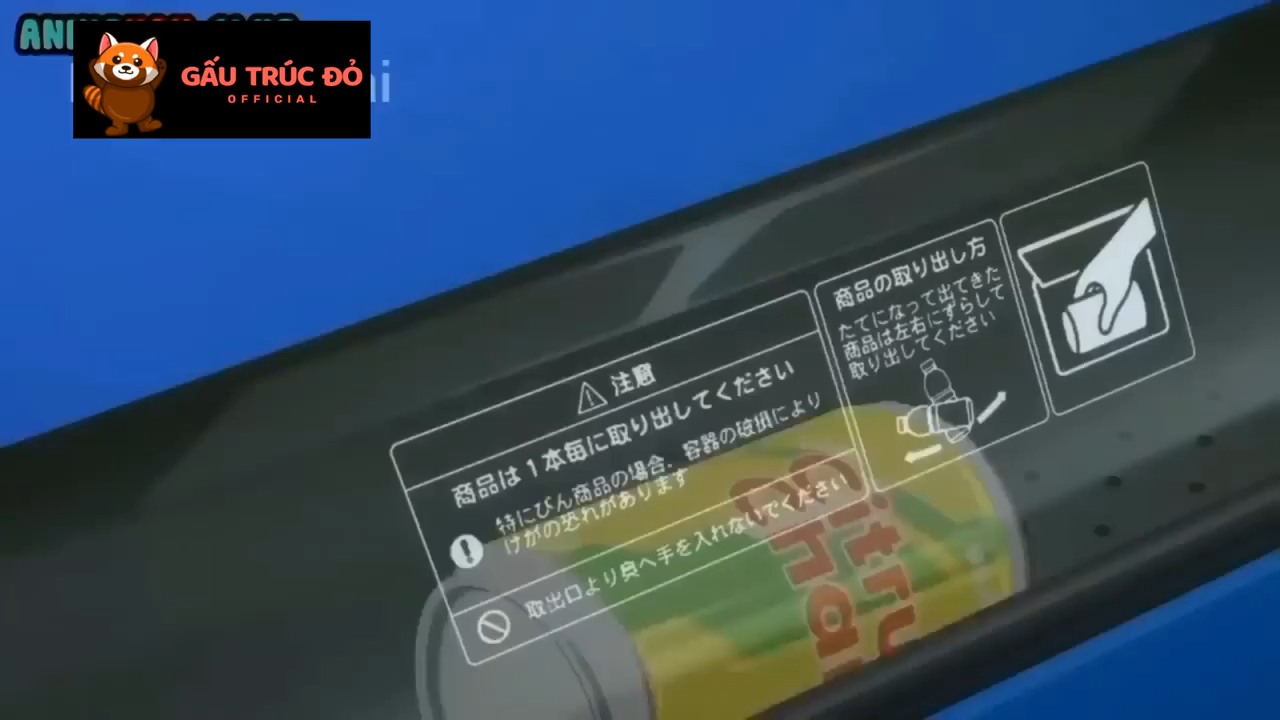 GẤU TRÚC ĐỎ
OFFICIAL
注意
商品は1本毎に取り出してください
特にびん商品の場合、容器の破損により
けがの恐れがあります
取出口より奥へ手を入れないでください
商品の取り出し方
たてになって出てきた
商品は左右にずらして
取り出してください
Citru
Cha